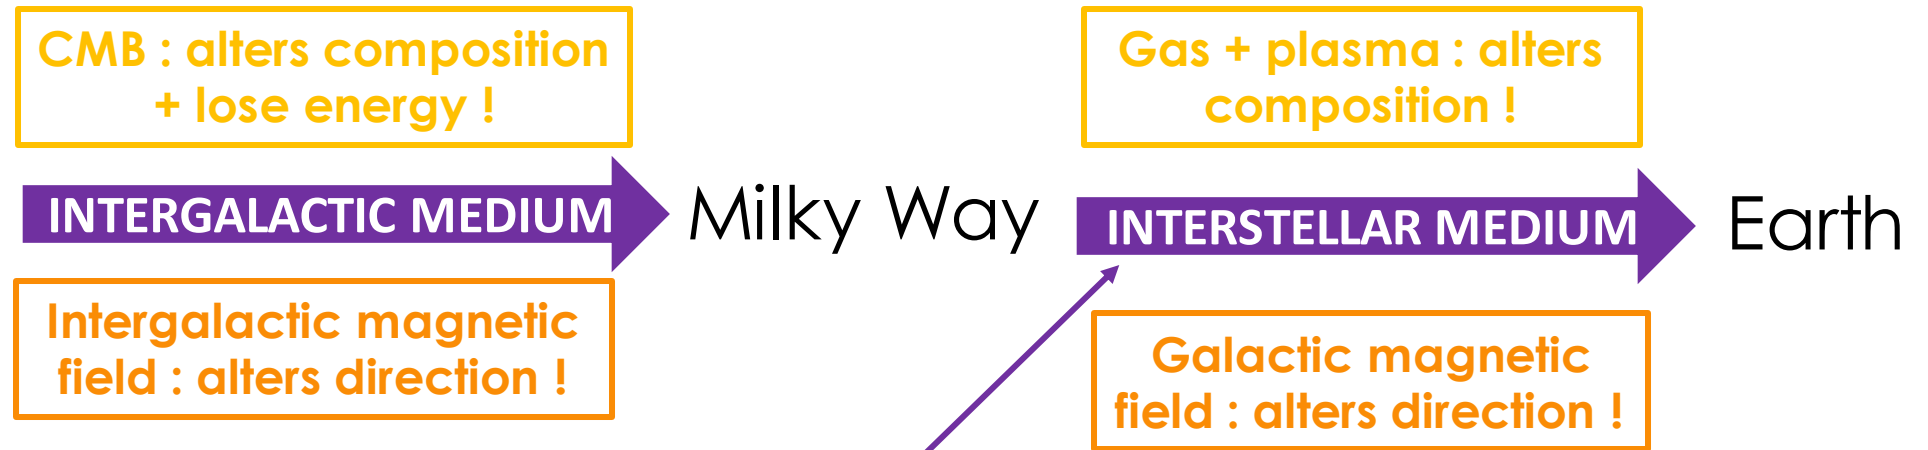 CMB : alters composition
+ lose energy !
Gas + plasma : alters
composition !
INTERGALACTIC MEDIUM
Milky Way
INTERSTELLAR MEDIUM
Earth
Intergalactic magnetic
field : alters direction !
Galactic magnetic
field : alters direction !